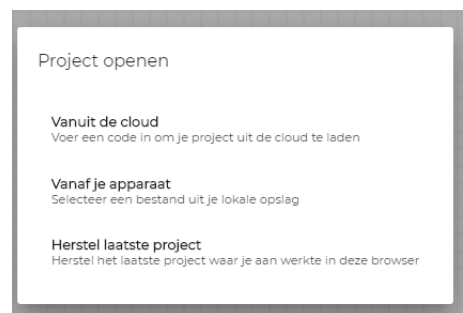 Project openen
Vanuit de cloud
Voer een code in om je project uit de cloud te laden
Vanaf je apparaat
Selecteer een bestand uit je lokale opslag
Herstel laatste project
Herstel het laatste project waar je aan werkte in deze browser